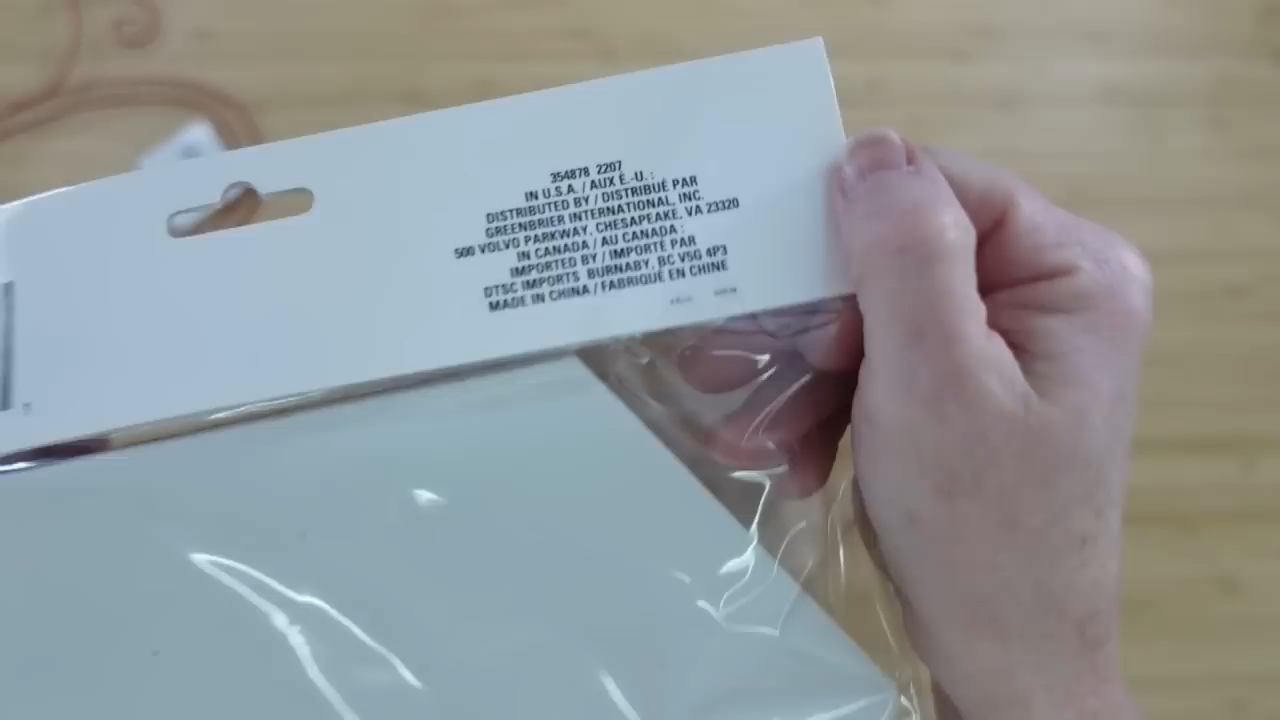 354878 2207
IN U.S.A. / AUX É.-U. :
DISTRIBUTED BY / DISTRIBUÉ PAR
GREENBRIER INTERNATIONAL, INC.
500 VOLVO PARKWAY, CHESAPEAKE, VA 23320
IN CANADA / AU CANADA :
IMPORTED BY / IMPORTÉ PAR
DTSC IMPORTS BURNABY, BC V5G 4P3
MADE IN CHINA / FABRIQUÉ EN CHINE